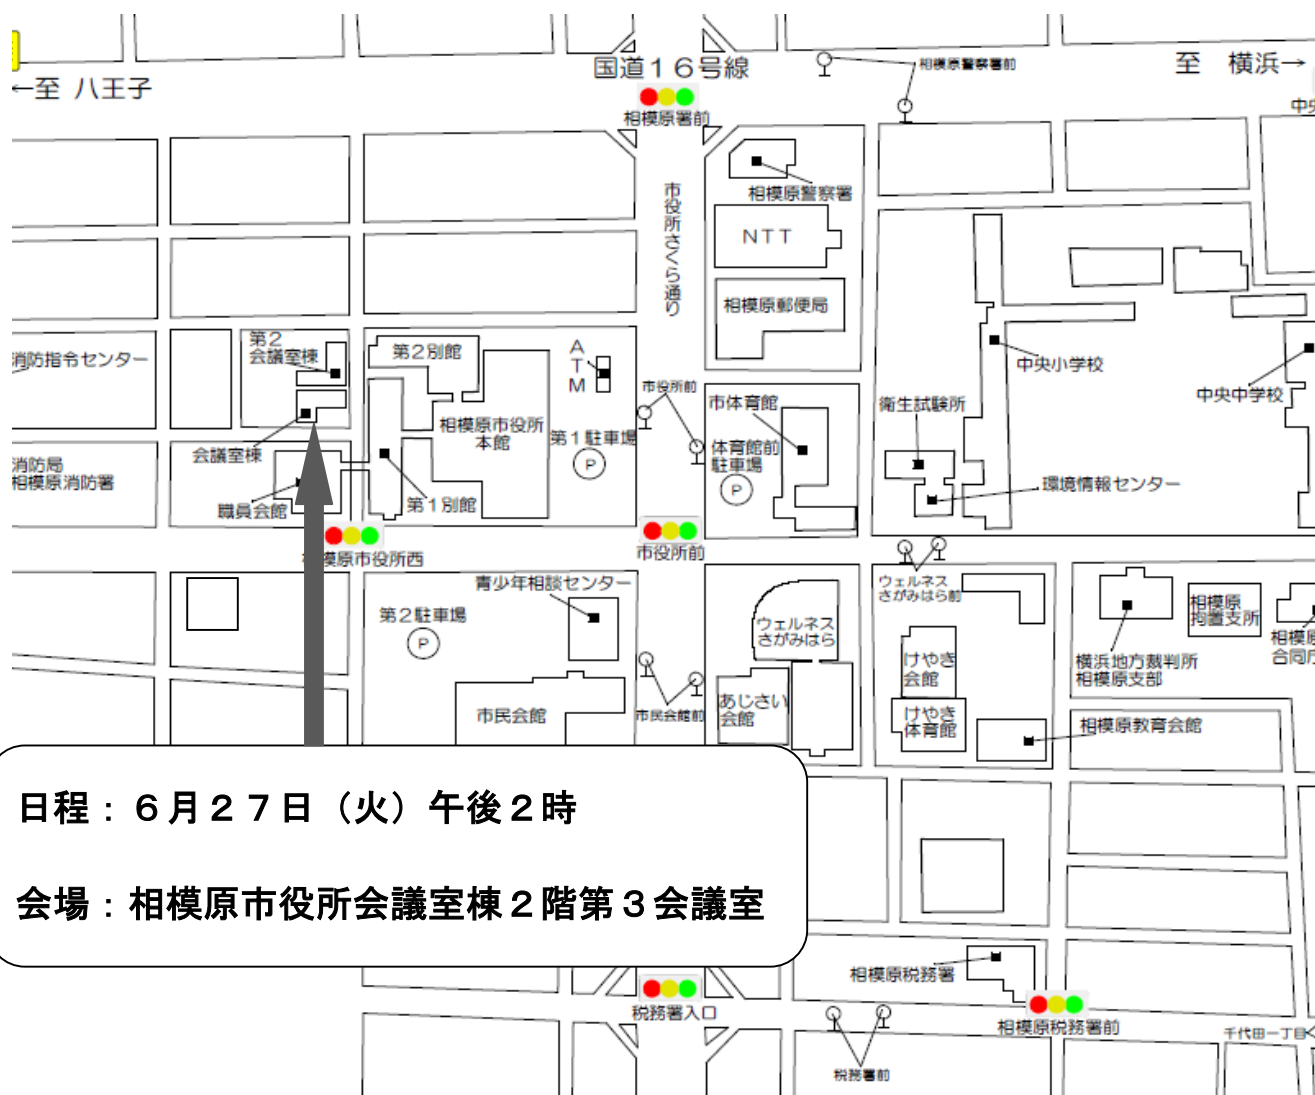 国道１６号線
←至 八王子
至 横浜→
相模原警察署前
相模原署前
市役所さくら通り
相模原警察署
ＮＴＴ
相模原郵便局
第２
会議室棟
消防指令センター
第２別館
ＡＴＭ
市役所前
中央小学校
中央中学校
相模原市役所
本館
第１駐車場
P
市体育館
体育館前
駐車場
P
衛生試験所
環境情報センター
会議室棟
消防局
相模原消防署
職員会館
第１別館
模原市役所西
市役所前
青少年相談センター
第２駐車場
P
ウェルネス
さがみはら
ウェルネス
さがみはら前
けやき
会館
けやき
体育館
相模原
拘置支所
横浜地方裁判所
相模原支部
市民会館
市民会館前
あじさい
会館
相模原教育会館
日程：６月２７日（火）午後２時
会場：相模原市役所会議室棟２階第３会議室
相模原税務署
税務署入口
相模原税務署前
税務署前
千代田一丁目